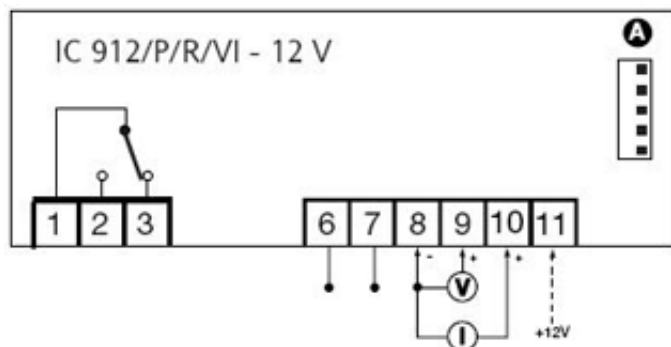 IC 912/P/R/VI - 12 V
A
1 2 3
6 7 8 9 10 11
- + +
V
I
+12V